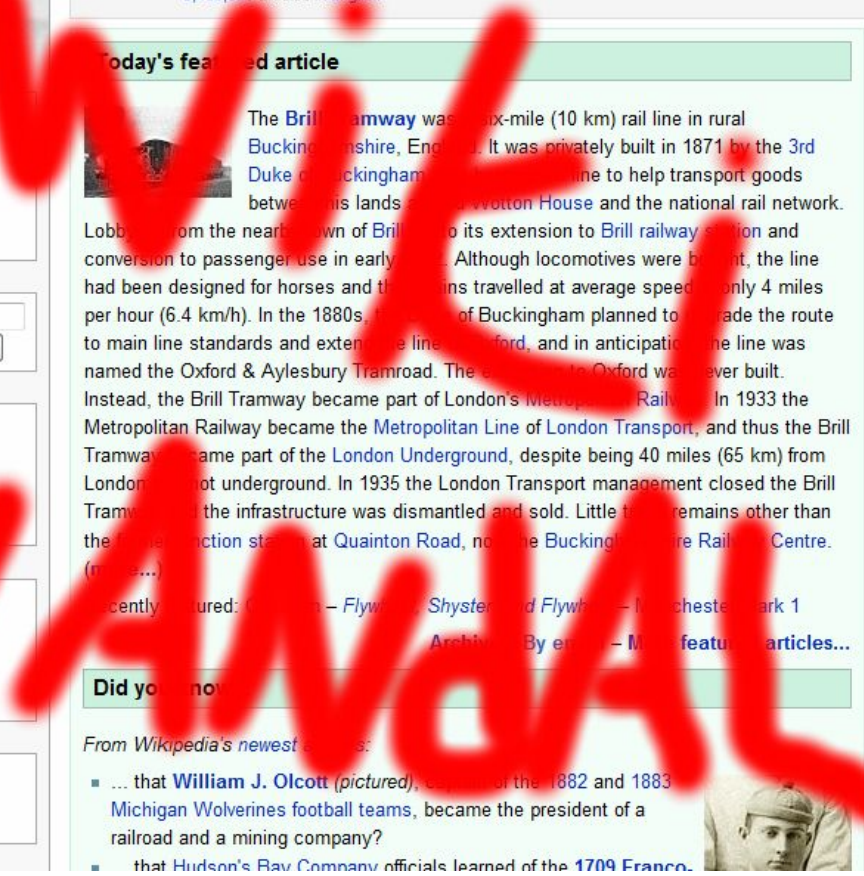 Wiki
VANdAL
Today's featured article
The Brill Tramway was a six-mile (10 km) rail line in rural
Buckinghamshire, England. It was privately built in 1871 by the 3rd
Duke of Buckingham line to help transport goods
between his lands Wotton House and the national rail network.
Lobbying from the nearby town of Brill to its extension to Brill railway station and
conversion to passenger use in early Although locomotives were bought, the line
had been designed for horses and trains travelled at average speed only 4 miles
per hour (6.4 km/h). In the 1880s, of Buckingham planned to upgrade the route
to main line standards and extend the line Oxford, and in anticipation the line was
named the Oxford & Aylesbury Tramroad. The to Oxford was never built.
Instead, the Brill Tramway became part of London's Metropolitan Railway. In 1933 the
Metropolitan Railway became the Metropolitan Line of London Transport, and thus the Brill
Tramway became part of the London Underground, despite being 40 miles (65 km) from
London not underground. In 1935 the London Transport management closed the Brill
Tramway the infrastructure was dismantled and sold. Little remains other than
the former junction station at Quainton Road, now the Buckinghamshire Railway Centre.
(more...)
Recently featured: – Flywheel, Shyster, and Flywheel – Manchester Mark 1
Archive By email – More featured articles...
Did you know
From Wikipedia's newest articles:
... that William J. Olcott (pictured), captain of the 1882 and 1883
Michigan Wolverines football teams, became the president of a
railroad and a mining company?
that Hudson's Bay Company officials learned of the 1709 Franco-